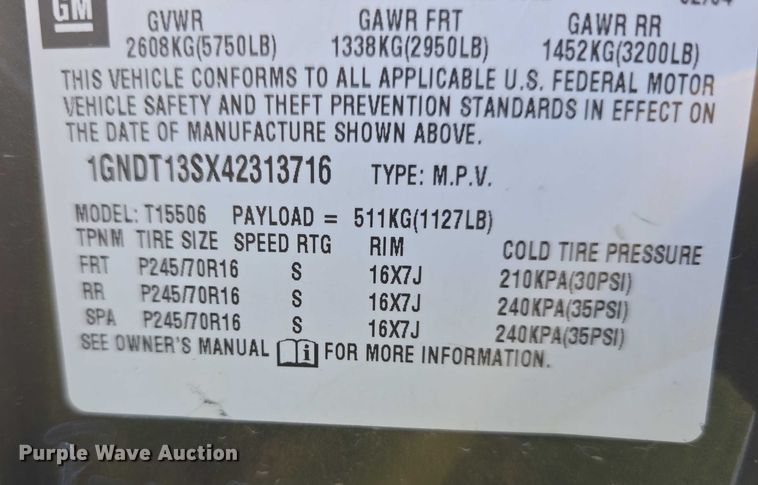 GM
GVWR GAWR FRT GAWR RR
2608KG(5750LB) 1338KG(2950LB) 1452KG(3200LB)
THIS VEHICLE CONFORMS TO ALL APPLICABLE U.S. FEDERAL MOTOR
VEHICLE SAFETY AND THEFT PREVENTION STANDARDS IN EFFECT ON
THE DATE OF MANUFACTURE SHOWN ABOVE.
1GNDT13SX42313716 TYPE: M.P.V.
MODEL: T15506 PAYLOAD = 511KG(1127LB)
TPNM TIRE SIZE SPEED RTG RIM COLD TIRE PRESSURE
FRT P245/70R16 S 16X7J 210KPA(30PSI)
RR P245/70R16 S 16X7J 240KPA(35PSI)
SPA P245/70R16 S 16X7J 240KPA(35PSI)
SEE OWNER'S MANUAL i FOR MORE INFORMATION.
Purple Wave Auction